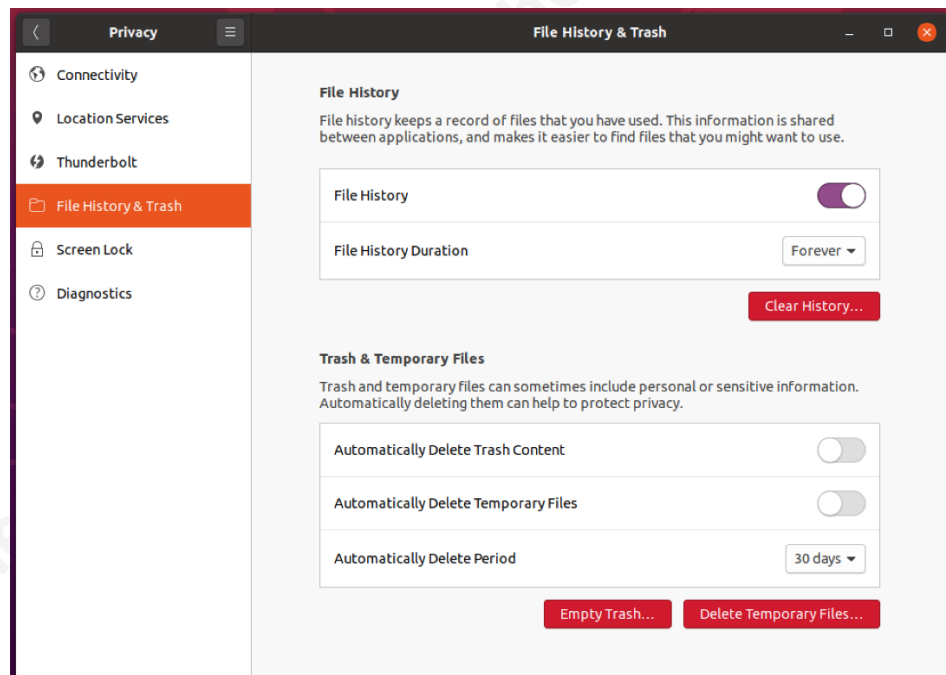 Privacy
File History & Trash
Connectivity
Location Services
Thunderbolt
File History & Trash
Screen Lock
Diagnostics
File History
File history keeps a record of files that you have used. This information is shared
between applications, and makes it easier to find files that you might want to use.
File History
File History Duration
Forever
Clear History...
Trash & Temporary Files
Trash and temporary files can sometimes include personal or sensitive information.
Automatically deleting them can help to protect privacy.
Automatically Delete Trash Content
Automatically Delete Temporary Files
Automatically Delete Period
30 days
Empty Trash...
Delete Temporary Files...